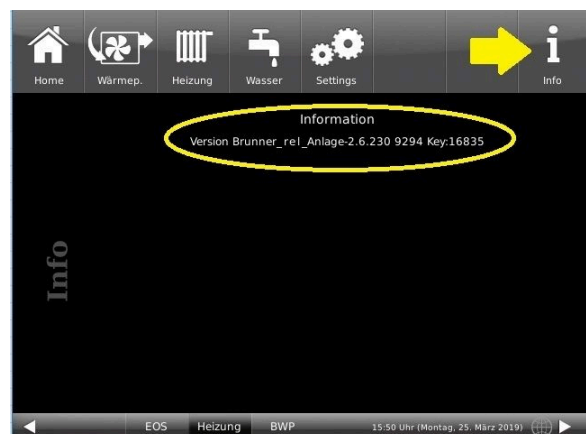 Home Wärmep. Heizung Wasser Settings Info
Information
Version Brunner_rel_Anlage-2.6.230 9294 Key:16835
Info
EOS Heizung BWP 15:50 Uhr (Montag, 25. März 2019)